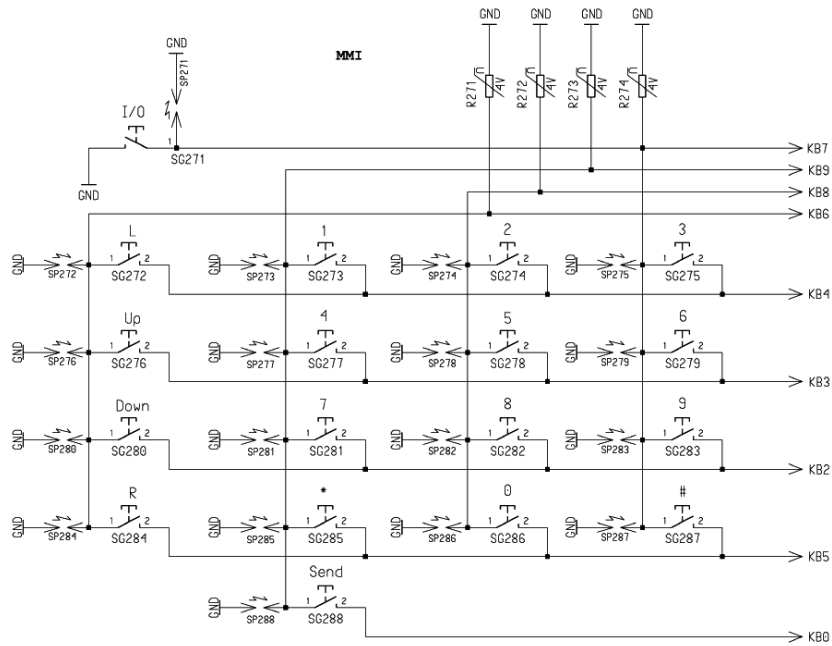 GND GND GND GND
GND
MMI
SP271
R271 4V R272 4V R273 4V R274 4V
I/O
1
SG271
KB7
KB9
GND
KB8
KB6
L 1 2 3
GND SP272 1 2 SG272 GND SP273 1 2 SG273 GND SP274 1 2 SG274 GND SP275 1 2 SG275
KB4
Up 4 5 6
GND SP276 1 2 SG276 GND SP277 1 2 SG277 GND SP278 1 2 SG278 GND SP279 1 2 SG279
KB3
Down 7 8 9
GND SP280 1 2 SG280 GND SP281 1 2 SG281 GND SP282 1 2 SG282 GND SP283 1 2 SG283
KB2
R * 0 #
GND SP284 1 2 SG284 GND SP285 1 2 SG285 GND SP286 1 2 SG286 GND SP287 1 2 SG287
KB5
Send
GND SP288 1 2 SG288
KB0